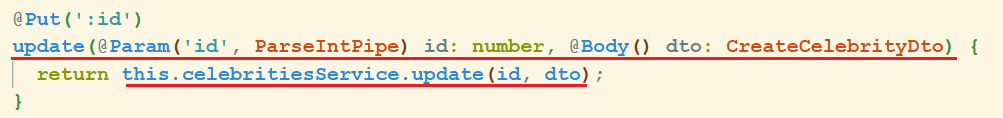 @Put(':id')
update(@Param('id', ParseIntPipe) id: number, @Body() dto: CreateCelebrityDto) {
  return this.celebritiesService.update(id, dto);
}